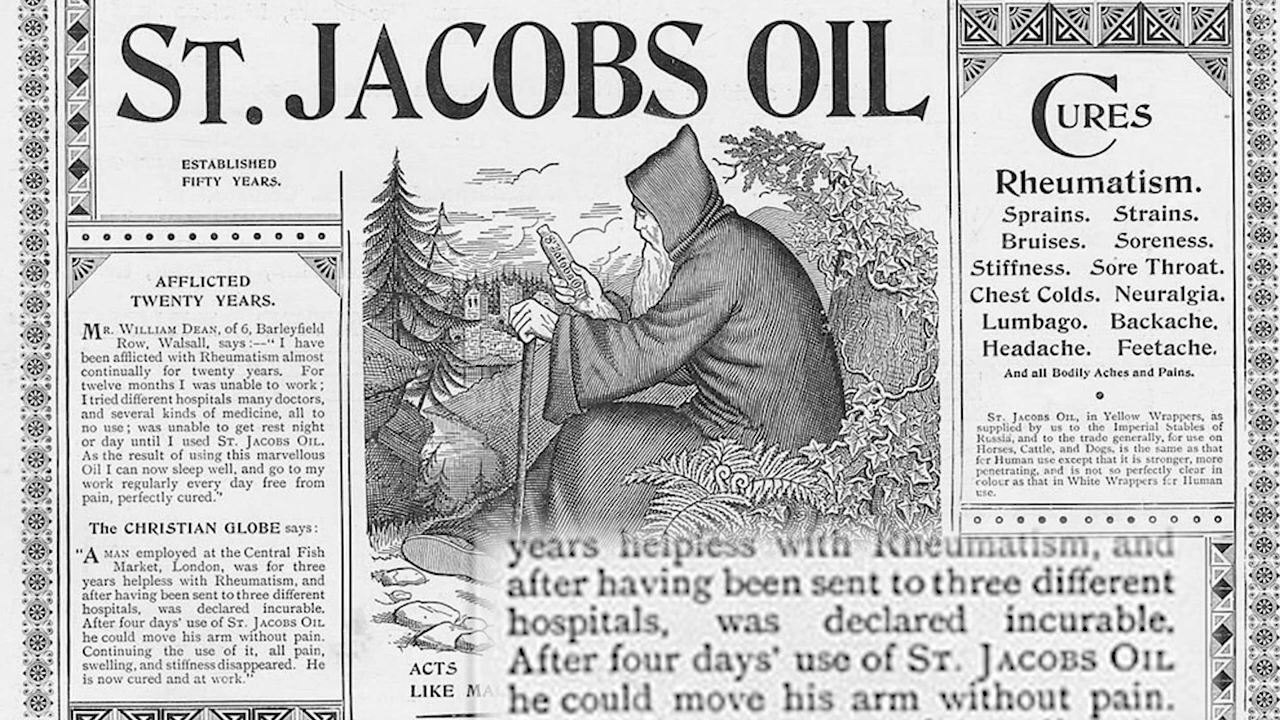 ST. JACOBS OIL
ESTABLISHED
FIFTY YEARS.
AFFLICTED
TWENTY YEARS.
MR. WILLIAM DEAN, of 6, Barleyfield
Row, Walsall, says:—"I have
been afflicted with Rheumatism almost
continually for twenty years. For
twelve months I was unable to work;
I tried different hospitals many doctors,
and several kinds of medicine, all to
no use; was unable to get rest night
or day until I used ST. JACOBS OIL.
As the result of using this marvellous
Oil I can now sleep well, and go to my
work regularly every day free from
pain, perfectly cured."
The CHRISTIAN GLOBE says:
"A MAN employed at the Central Fish
Market, London, was for three
years helpless with Rheumatism, and
after having been sent to three different
hospitals, was declared incurable.
After four days' use of ST. JACOBS OIL
he could move his arm without pain.
Continuing the use of it, all pain,
swelling, and stiffness disappeared. He
is now cured and at work."
ACTS
LIKE
CURES
Rheumatism.
Sprains. Strains.
Bruises. Soreness.
Stiffness. Sore Throat.
Chest Colds. Neuralgia.
Lumbago. Backache.
Headache. Feetache.
And all Bodily Aches and Pains.
ST. JACOBS OIL, in Yellow Wrappers, as
supplied by us to the Imperial Stables of
Russia, and to the trade generally, for use on
Horses, Cattle, and Dogs, is the same as that
for Human use except that it is stronger, more
penetrating, and is not so perfectly clear in
colour as that in White Wrappers for Human
use.
years helpless with Rheumatism, and
after having been sent to three different
hospitals, was declared incurable.
After four days' use of ST. JACOBS OIL
he could move his arm without pain.